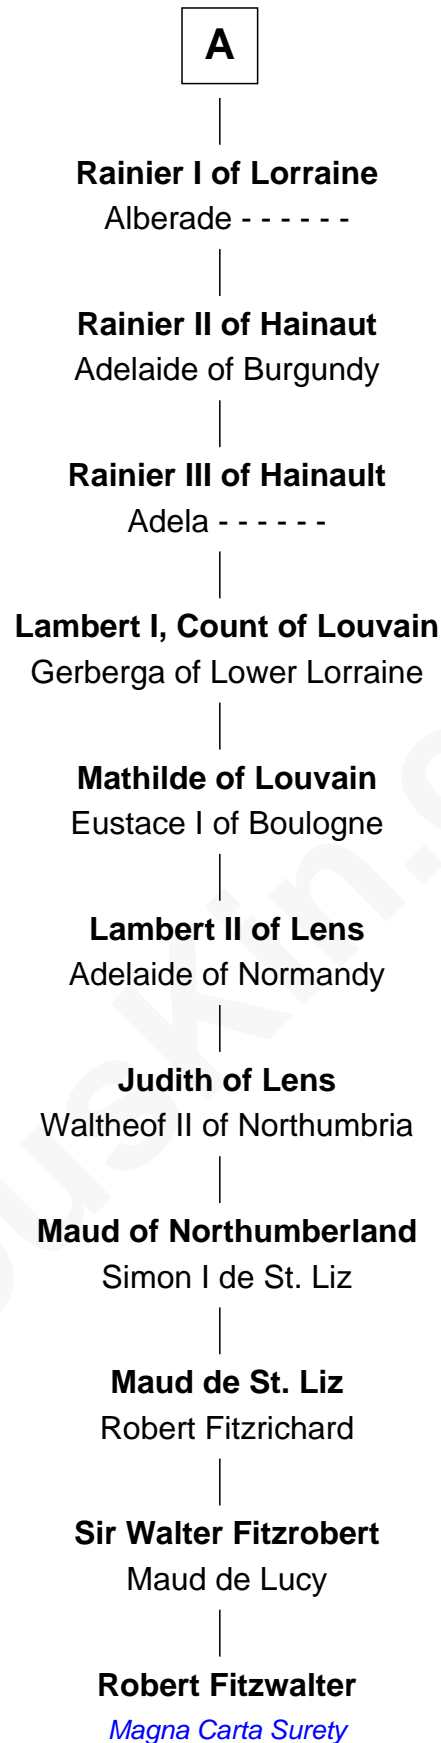 A
Rainier I of Lorraine
Alberade - - - - - -
Rainier II of Hainaut
Adelaide of Burgundy
Rainier III of Hainault
Adela - - - - - -
Lambert I, Count of Louvain
Gerberga of Lower Lorraine
Mathilde of Louvain
Eustace I of Boulogne
Lambert II of Lens
Adelaide of Normandy
Judith of Lens
Waltheof II of Northumbria
Maud of Northumberland
Simon I de St. Liz
Maud de St. Liz
Robert Fitzrichard
Sir Walter Fitzrobert
Maud de Lucy
Robert Fitzwalter
Magna Carta Surety